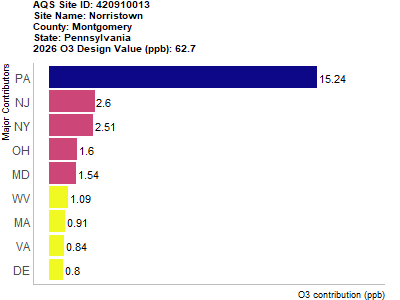 AQS Site ID: 420910013
Site Name: Norristown
County: Montgomery
State: Pennsylvania
2026 O3 Design Value (ppb): 62.7
Major Contributors
PA 15.24
NJ 2.6
NY 2.51
OH 1.6
MD 1.54
WV 1.09
MA 0.91
VA 0.84
DE 0.8
O3 contribution (ppb)